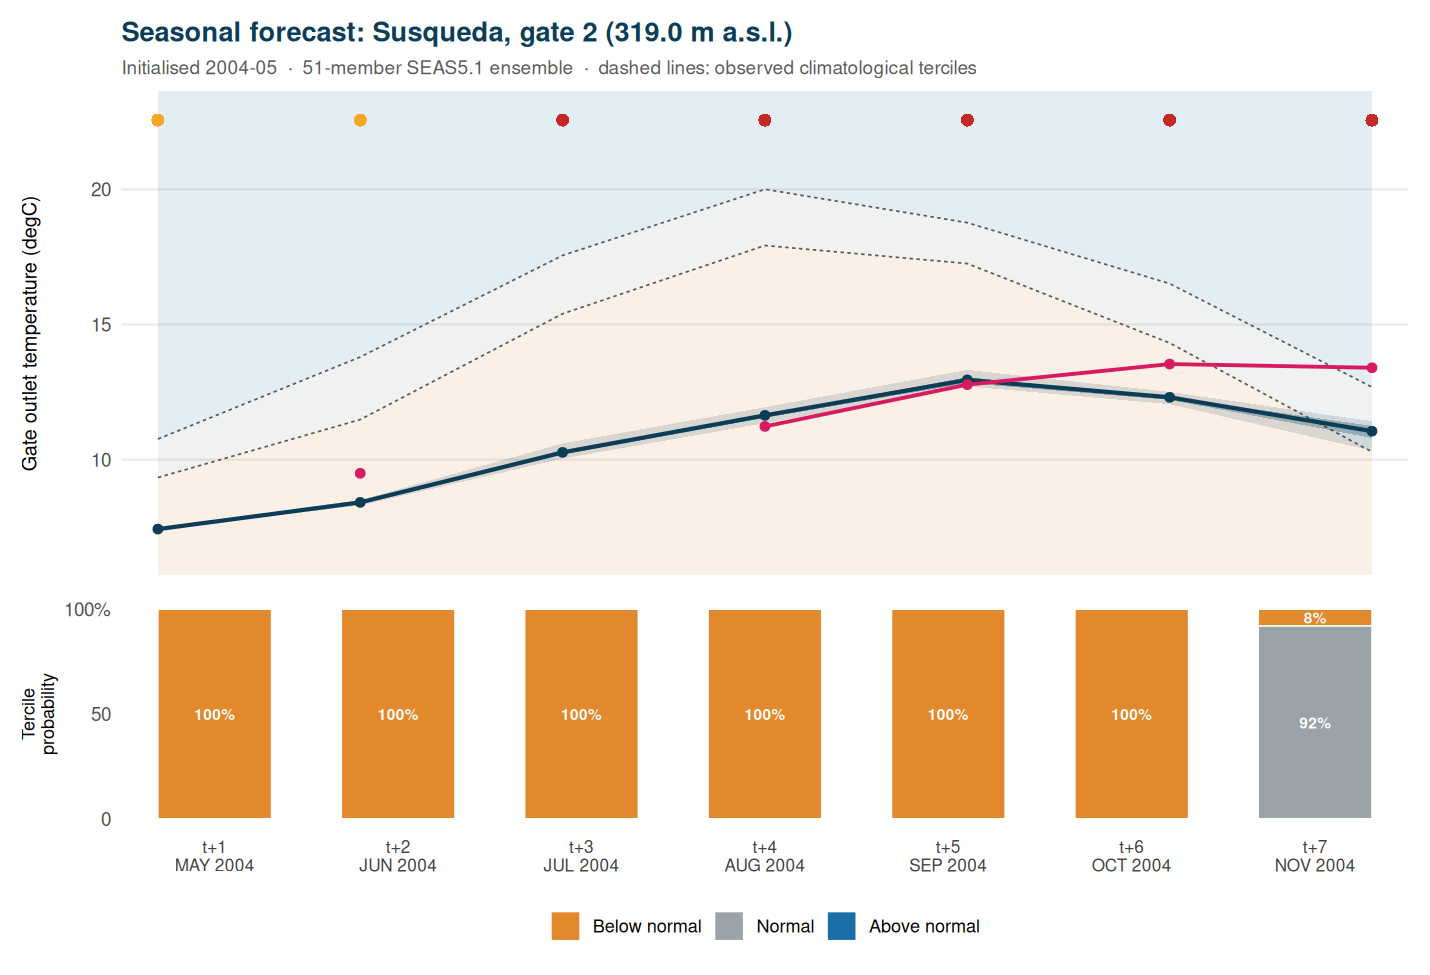 Seasonal forecast: Susqueda, gate 2 (319.0 m a.s.l.)
Initialised 2004-05 · 51-member SEAS5.1 ensemble · dashed lines: observed climatological terciles
Gate outlet temperature (degC)
20
15
10
Tercile
probability
100%
50
0
100%
100%
100%
100%
100%
100%
8%
92%
t+1
MAY 2004
t+2
JUN 2004
t+3
JUL 2004
t+4
AUG 2004
t+5
SEP 2004
t+6
OCT 2004
t+7
NOV 2004
Below normal
Normal
Above normal